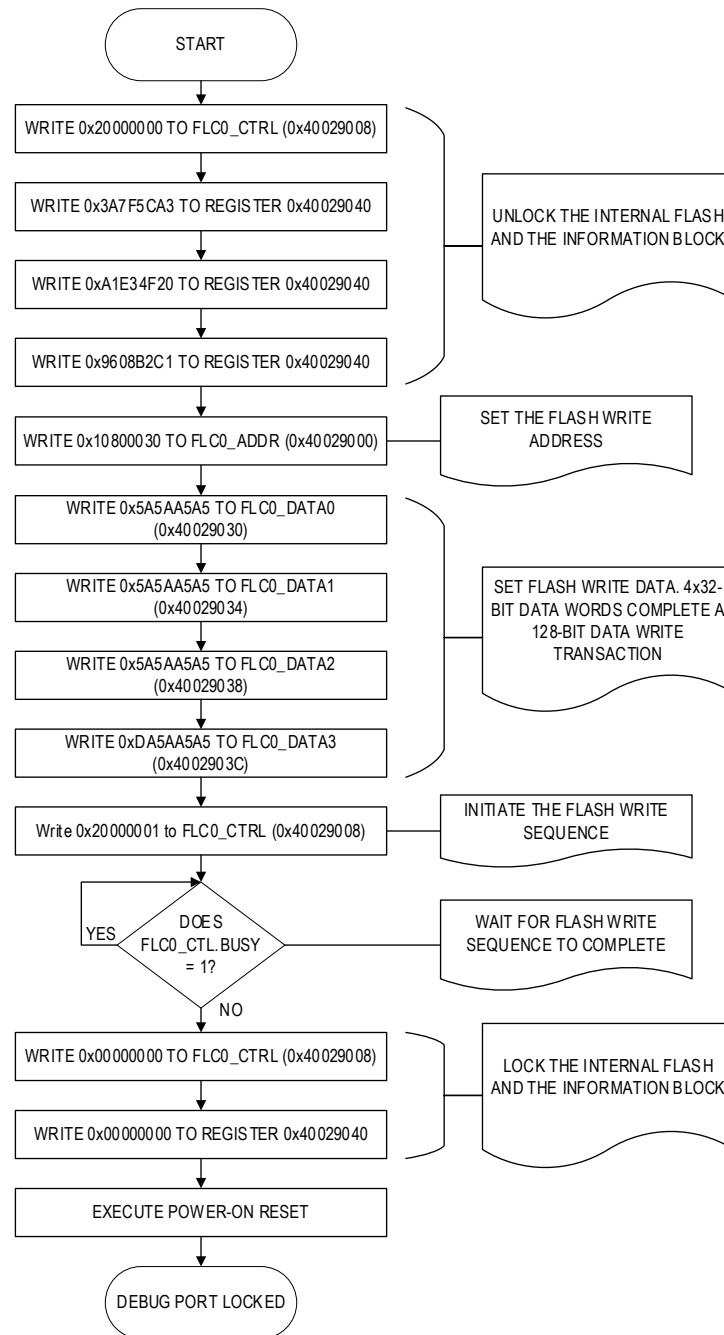 START
WRITE 0x20000000 TO FLC0_CTRL (0x40029008)
WRITE 0x3A7F5CA3 TO REGISTER 0x40029040
UNLOCK THE INTERNAL FLASH
AND THE INFORMATION BLOCK
WRITE 0xA1E34F20 TO REGISTER 0x40029040
WRITE 0x9608B2C1 TO REGISTER 0x40029040
WRITE 0x10800030 TO FLC0_ADDR (0x40029000)
SET THE FLASH WRITE
ADDRESS
WRITE 0x5A5AA5A5 TO FLC0_DATA0
(0x40029030)
WRITE 0x5A5AA5A5 TO FLC0_DATA1
(0x40029034)
SET FLASH WRITE DATA. 4x32-
BIT DATA WORDS COMPLETE A
128-BIT DATA WRITE
TRANSACTION
WRITE 0x5A5AA5A5 TO FLC0_DATA2
(0x40029038)
WRITE 0xDA5AA5A5 TO FLC0_DATA3
(0x4002903C)
Write 0x20000001 to FLC0_CTRL (0x40029008)
INITIATE THE FLASH WRITE
SEQUENCE
DOES
FLC0_CTL.BUSY
= 1?
YES
NO
WAIT FOR FLASH WRITE
SEQUENCE TO COMPLETE
WRITE 0x00000000 TO FLC0_CTRL (0x40029008)
LOCK THE INTERNAL FLASH
AND THE INFORMATION BLOCK
WRITE 0x00000000 TO REGISTER 0x40029040
EXECUTE POWER-ON RESET
DEBUG PORT LOCKED